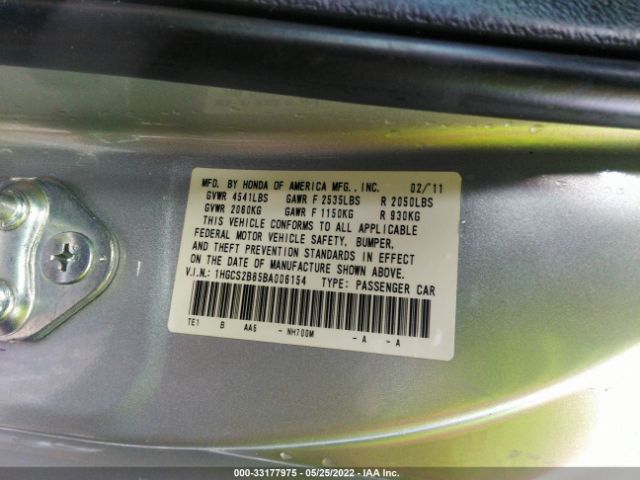 MFD. BY HONDA OF AMERICA MFG., INC. 02/'11
GVWR 4541LBS GAWR F 2535LBS R 2050LBS
GVWR 2060KG GAWR F 1150KG R 930KG
THIS VEHICLE CONFORMS TO ALL APPLICABLE
FEDERAL MOTOR VEHICLE SAFETY, BUMPER,
AND THEFT PREVENTION STANDARDS IN EFFECT
ON THE DATE OF MANUFACTURE SHOWN ABOVE.
V.I.N.: 1HGCS2B85BA006154 TYPE: PASSENGER CAR
TE1 B AA6 - NH700M - A - A
000-33177975 - 05/25/2022 - IAA Inc.